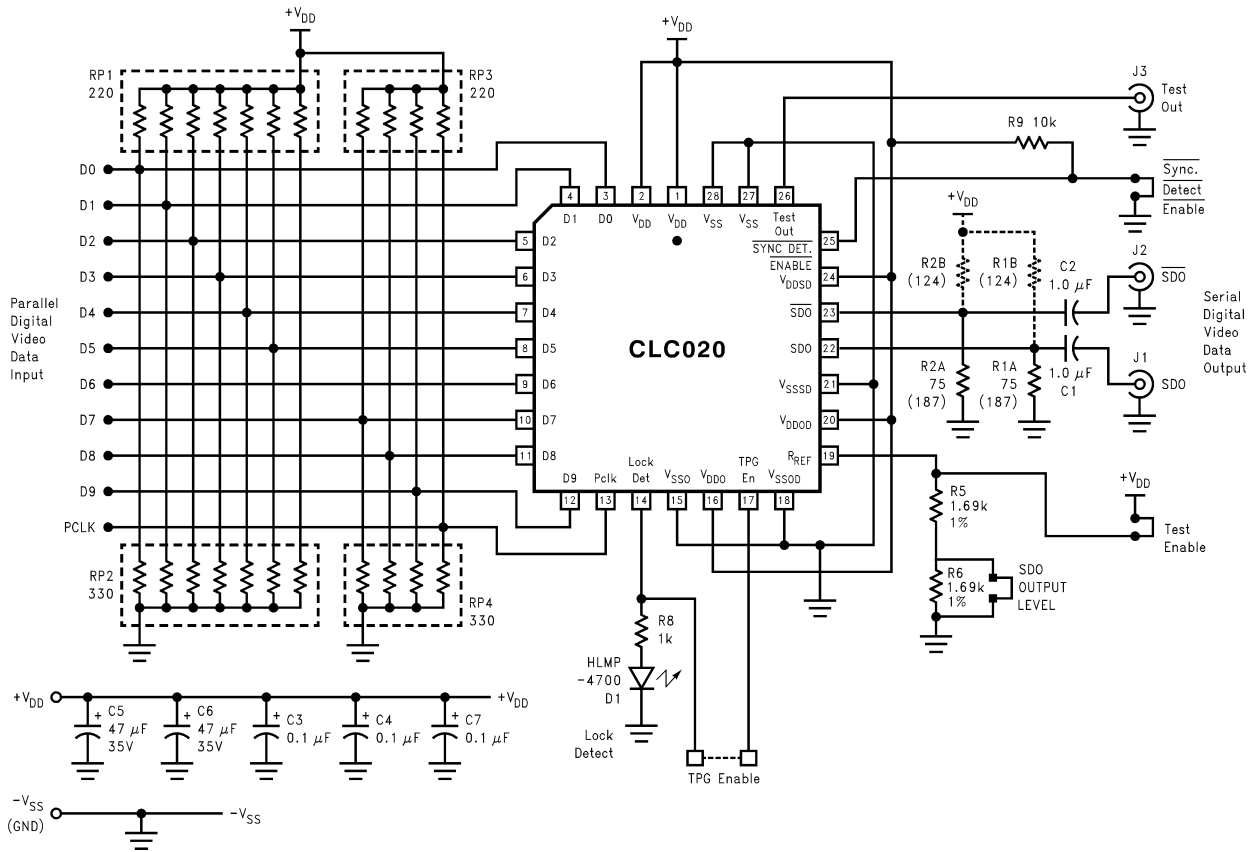 +VDD
RP1
220
RP3
220
D0
D1
D2
D3
D4
D5
D6
D7
D8
D9
PCLK
Parallel
Digital
Video
Data
Input
RP2
330
RP4
330
+VDD
4
3
2
1
28
27
26
D1
D0
VDD
VDD
VSS
VSS
Test
Out
5
D2
6
D3
7
D4
8
D5
9
D6
10
D7
11
D8
CLC020
SYNC DET.
ENABLE
25
VDDSD
24
SDO
23
SDO
22
VSSSD
21
VDDOD
20
RREF
19
D9
Pclk
Lock
Det
VSSO
VDDO
TPG
En
VSSOD
12
13
14
15
16
17
18
J3
Test
Out
R9 10k
Sync.
Detect
Enable
+VDD
R2B
(124)
R1B
(124)
C2
1.0 μF
J2
SDO
R2A
75
(187)
R1A
75
(187)
1.0 μF
C1
J1
SDO
Serial
Digital
Video
Data
Output
R5
1.69k
1%
+VDD
Test
Enable
R6
1.69k
1%
SDO
OUTPUT
LEVEL
R8
1k
HLMP
-4700
D1
Lock
Detect
TPG Enable
+VDD
+VDD
+ C5
47 μF
35V
+ C6
47 μF
35V
+ C3
0.1 μF
+ C4
0.1 μF
+ C7
0.1 μF
-VSS
(GND)
-VSS